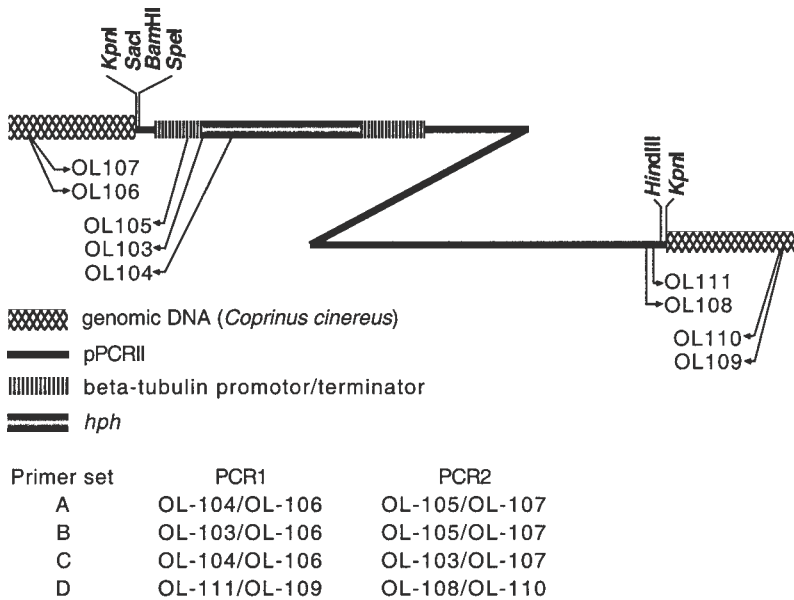 KpnI
SacI
BamHI
SpeI
OL107
OL106
OL105
OL103
OL104
HindIII
KpnI
OL111
OL108
OL110
OL109
genomic DNA (Coprinus cinereus)
pPCRII
beta-tubulin promotor/terminator
hph
Primer set PCR1 PCR2
A OL-104/OL-106 OL-105/OL-107
B OL-103/OL-106 OL-105/OL-107
C OL-104/OL-106 OL-103/OL-107
D OL-111/OL-109 OL-108/OL-110